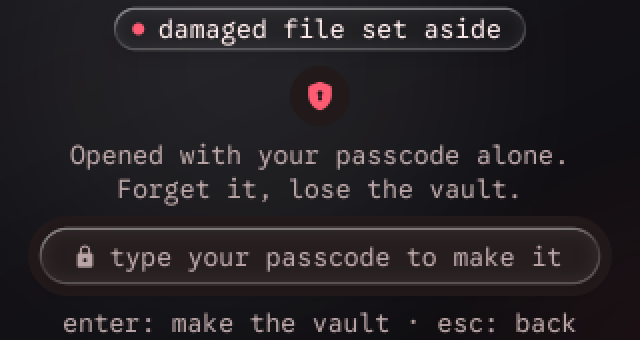 damaged file set aside
Opened with your passcode alone.
Forget it, lose the vault.
type your passcode to make it
enter: make the vault · esc: back